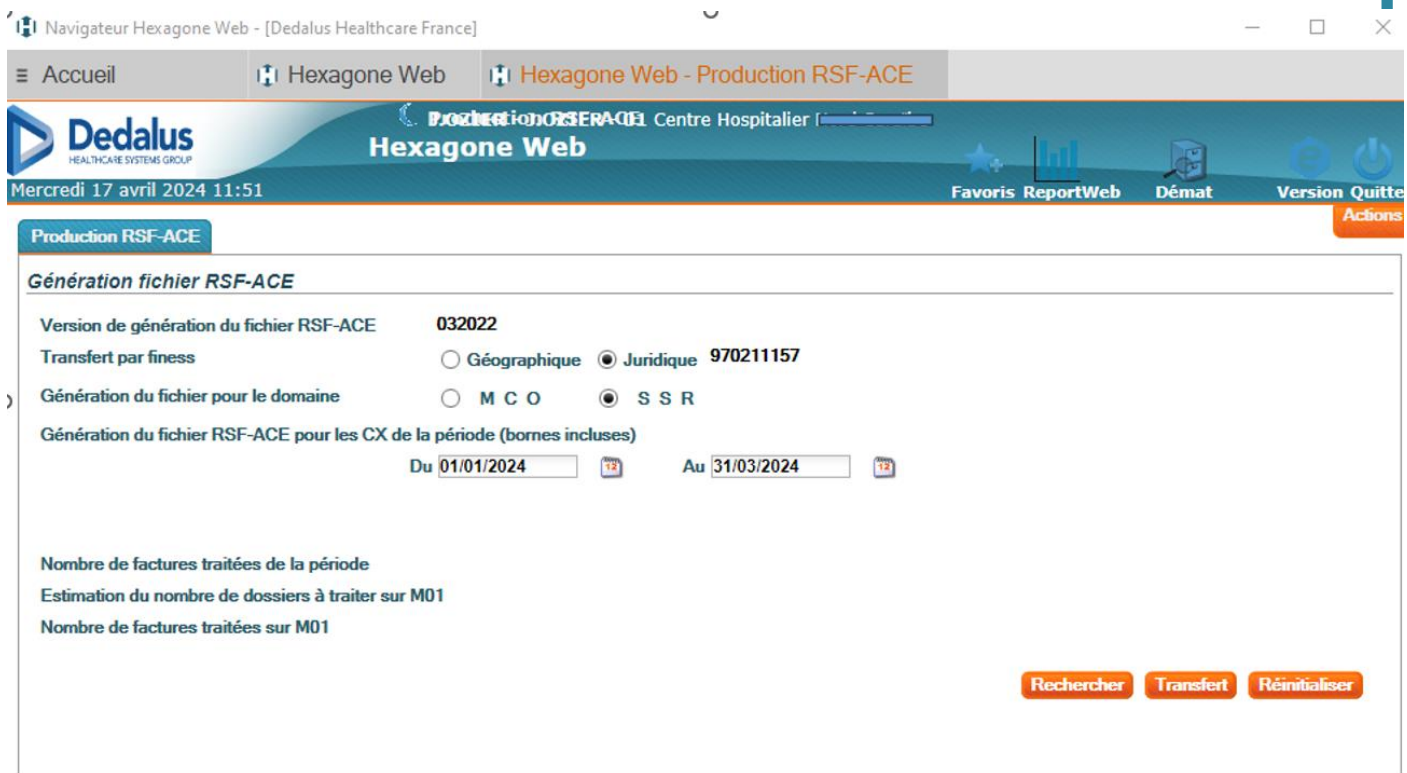 Navigateur Hexagone Web - [Dedalus Healthcare France]
Accueil
Hexagone Web
Hexagone Web - Production RSF-ACE
01 Centre Hospitalier
Dedalus
HEALTHCARE SYSTEMS GROUP
Hexagone Web
Mercredi 17 avril 2024 11:51
Favoris ReportWeb Démat Version Quitte
Actions
Production RSF-ACE
Génération fichier RSF-ACE
Version de génération du fichier RSF-ACE 032022
Transfert par finess Géographique Juridique 970211157
Génération du fichier pour le domaine M C O S S R
Génération du fichier RSF-ACE pour les CX de la période (bornes incluses)
Du 01/01/2024 12 Au 31/03/2024 12
Nombre de factures traitées de la période
Estimation du nombre de dossiers à traiter sur M01
Nombre de factures traitées sur M01
Rechercher Transfert Réinitialiser